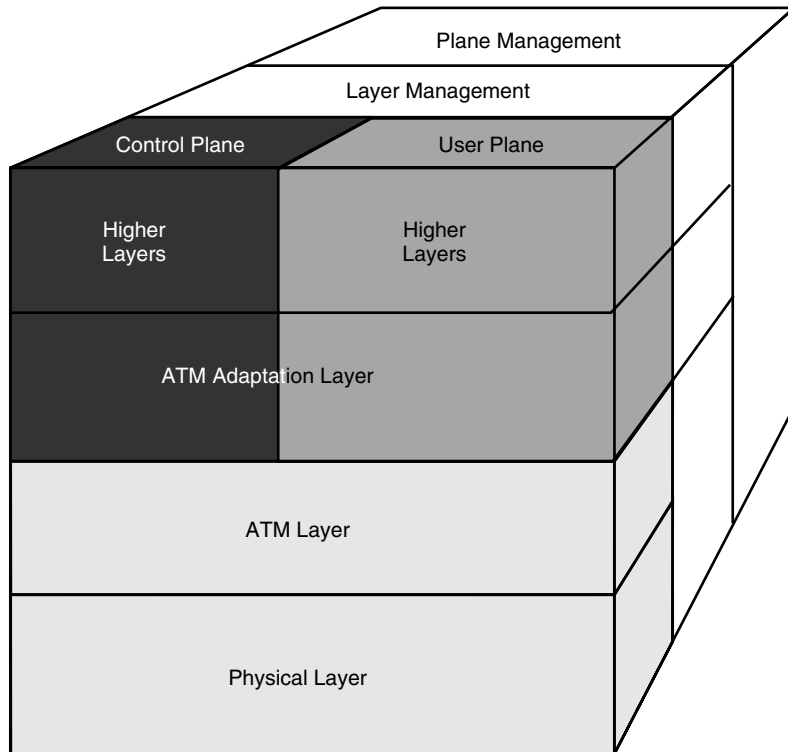 Plane Management
Layer Management
Control Plane
User Plane
Higher
Layers
Higher
Layers
ATM Adaptation Layer
ATM Layer
Physical Layer